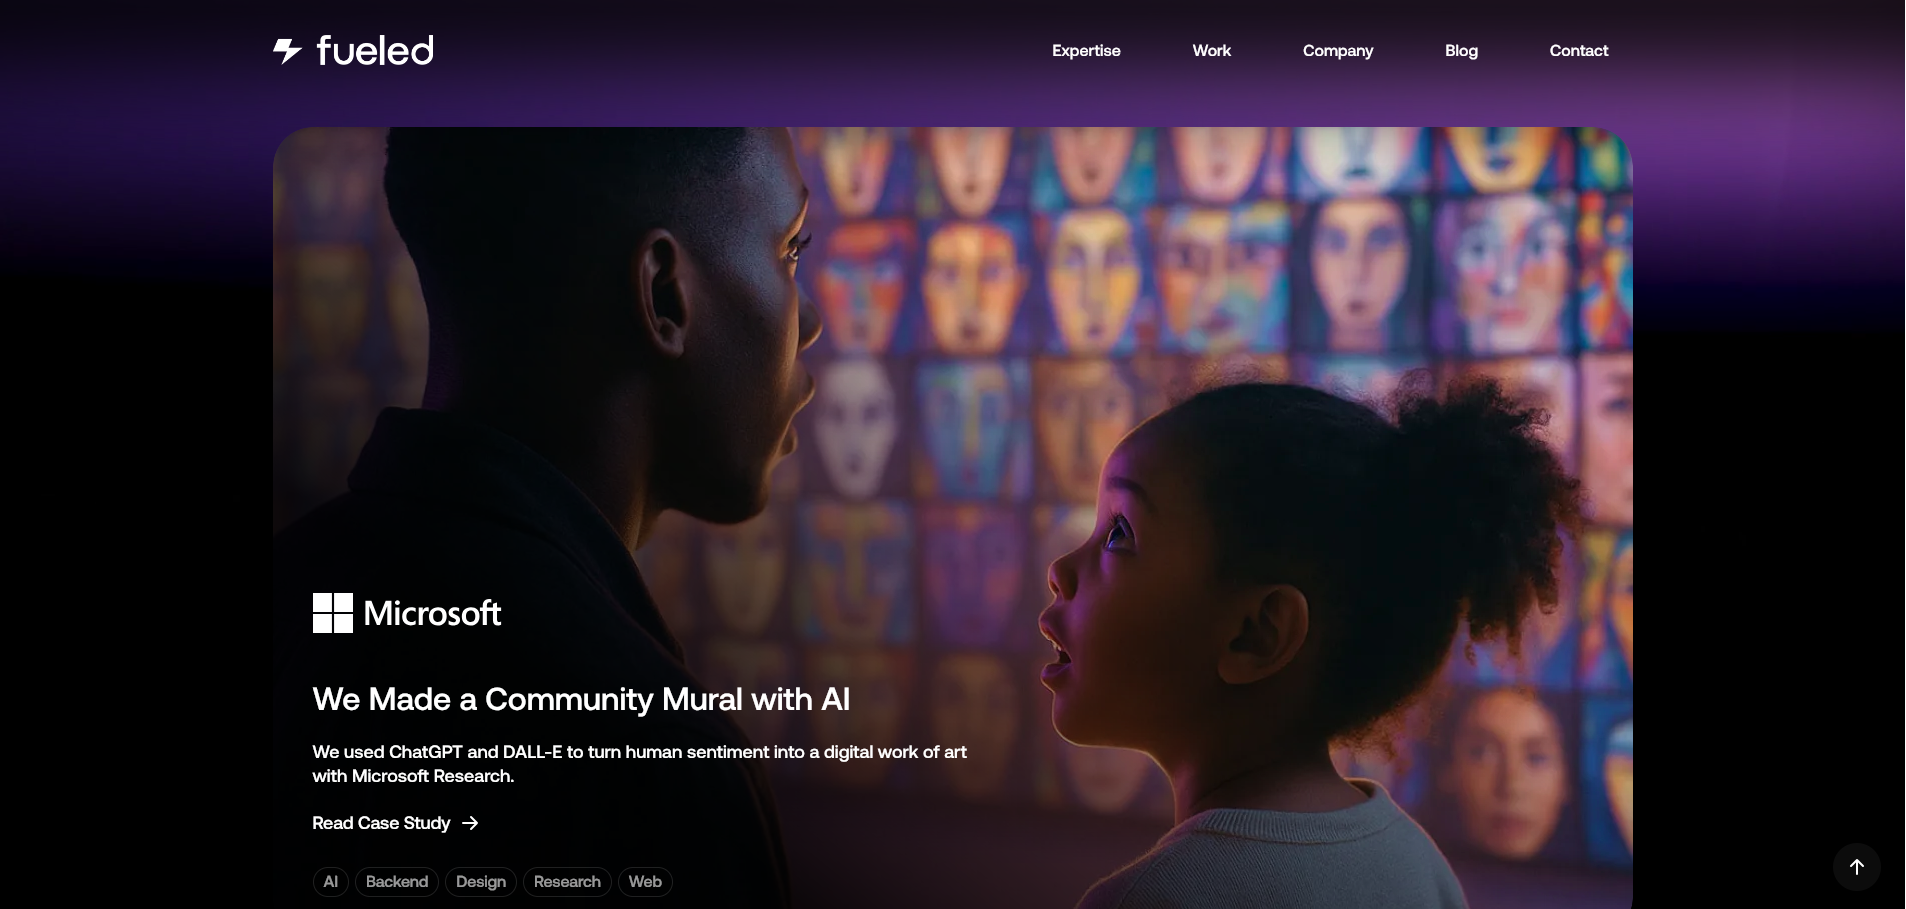 fueled
Expertise
Work
Company
Blog
Contact
Microsoft
We Made a Community Mural with AI
We used ChatGPT and DALL-E to turn human sentiment into a digital work of art
with Microsoft Research.
Read Case Study
AI
Backend
Design
Research
Web